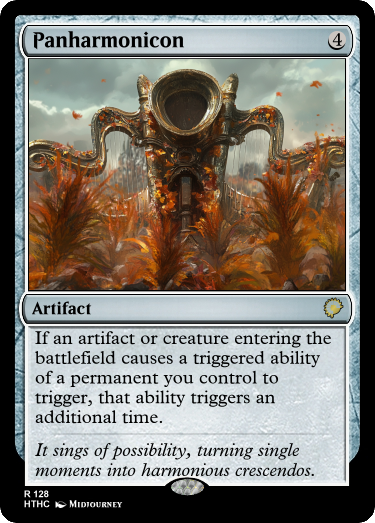 Panharmonicon 4
Artifact
If an artifact or creature entering the
battlefield causes a triggered ability
of a permanent you control to
trigger, that ability triggers an
additional time.
It sings of possibility, turning single
moments into harmonious crescendos.
R 128
HTHC Midjourney